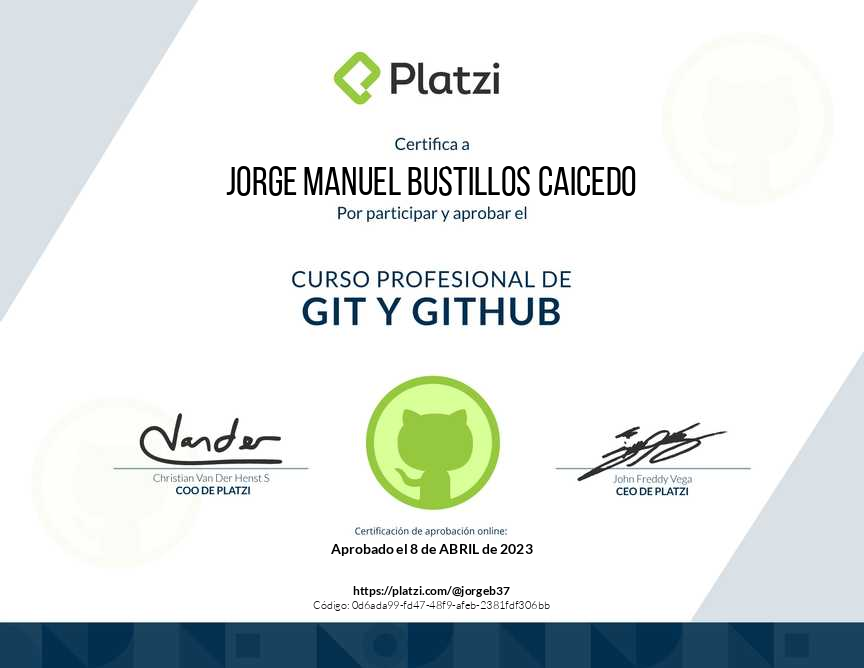 Platzi
Certifica a
JORGE MANUEL BUSTILLOS CAICEDO
Por participar y aprobar el
CURSO PROFESIONAL DE
GIT Y GITHUB
Vander
Christian Van Der Henst S
COO DE PLATZI
John Freddy Vega
CEO DE PLATZI
Certificación de aprobación online:
Aprobado el 8 de ABRIL de 2023
https://platzi.com/@jorgeb37
Código: 0d6ada99-fd47-48f9-afeb-2381fdf306bb